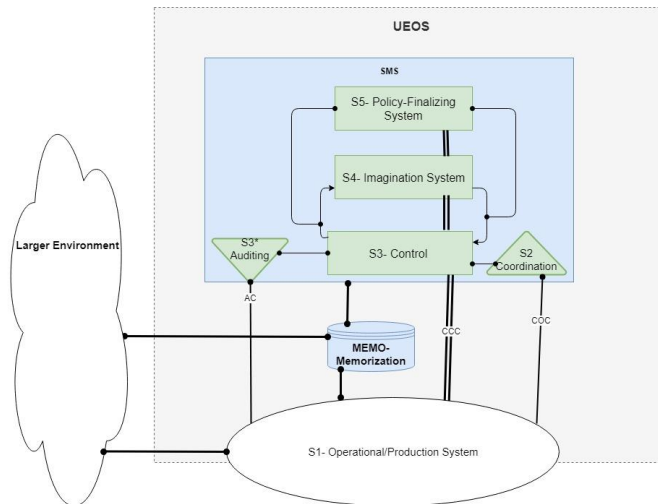 UEOS
SMS
S5- Policy-Finalizing
System
S4- Imagination System
Larger Environment
S3*
Auditing
S3- Control
S2
Coordination
AC
CCC
COC
MEMO-
Memorization
S1- Operational/Production System